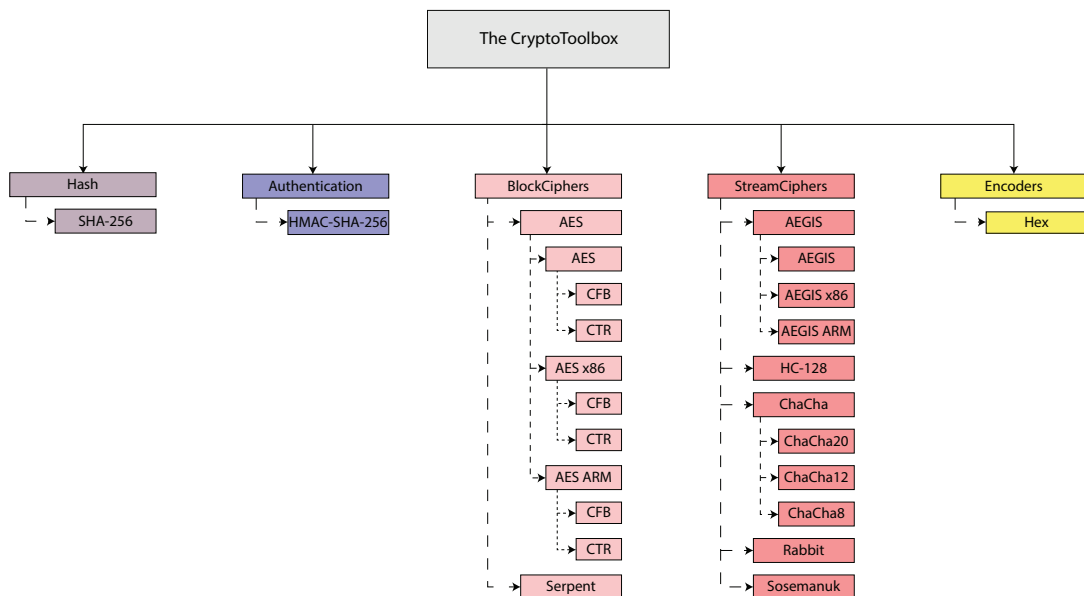 The CryptoToolbox
Hash
SHA-256
Authentication
HMAC-SHA-256
BlockCiphers
AES
AES
CFB
CTR
AES x86
CFB
CTR
AES ARM
CFB
CTR
Serpent
StreamCiphers
AEGIS
AEGIS
AEGIS x86
AEGIS ARM
HC-128
ChaCha
ChaCha20
ChaCha12
ChaCha8
Rabbit
Sosemanuk
Encoders
Hex